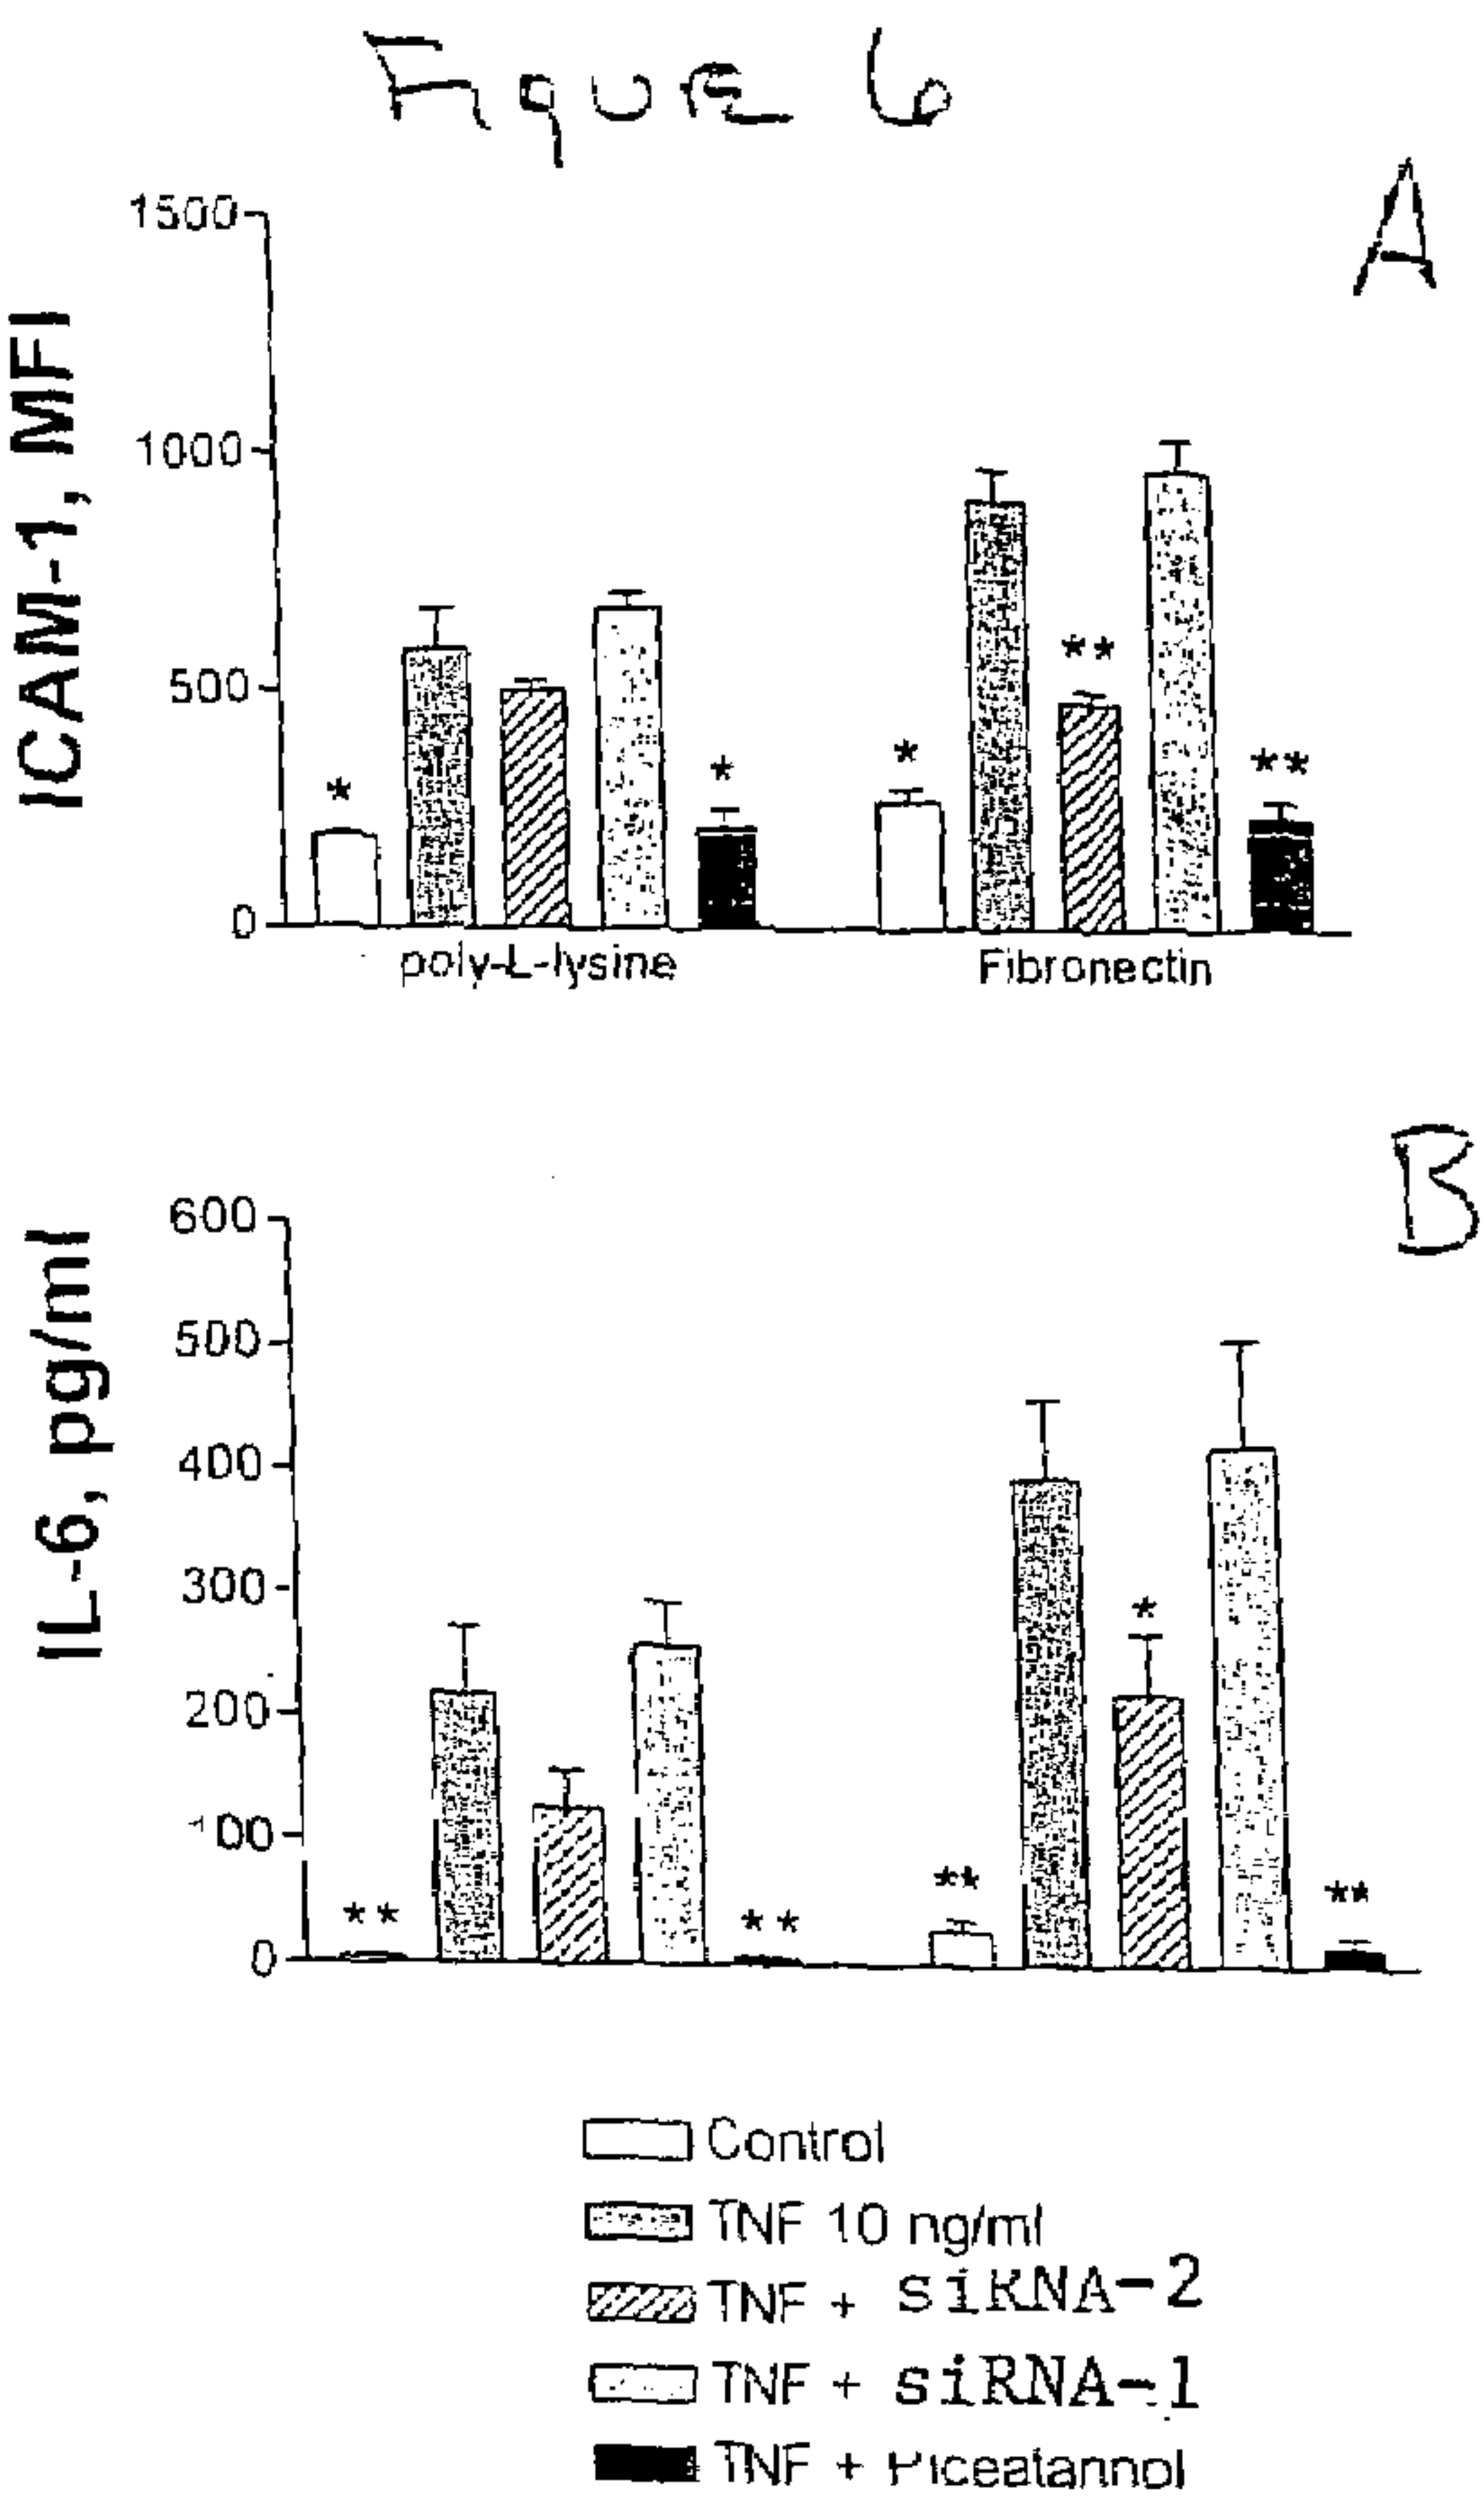 Figure 6
A
1500
1000
500
0
ICAM-1, MFI
*
*
*
**
**
poly-L-lysine
Fibronectin
B
600
500
400
300
200
100
0
IL-6, pg/ml
**
**
**
*
**
Control
TNF 10 ng/ml
TNF + siRNA-2
TNF + siRNA-1
TNF + Piceatannol